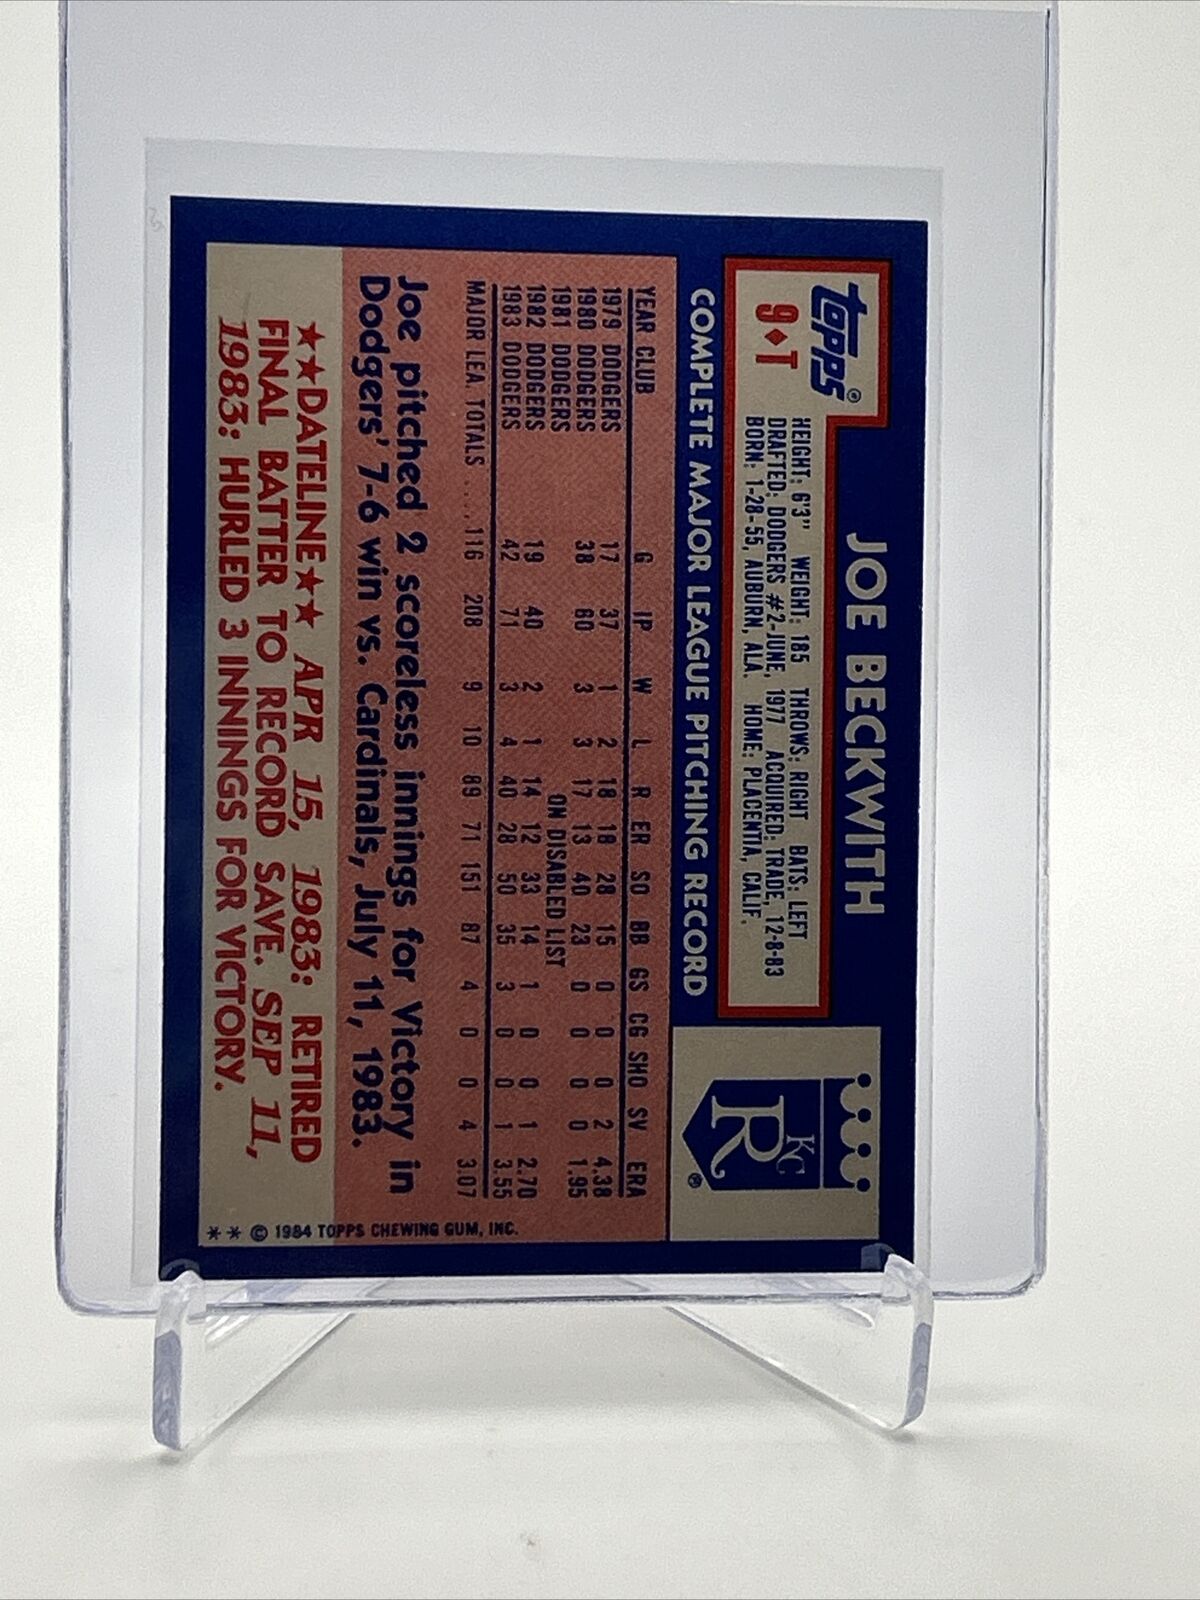 topps®
9♦T
JOE BECKWITH
HEIGHT: 6'3" WEIGHT: 185 THROWS: RIGHT BATS: LEFT
DRAFTED: DODGERS #2-JUNE, 1977 ACQUIRED: TRADE, 12-8-83
BORN: 1-28-55, AUBURN, ALA. HOME: PLACENTIA, CALIF.
COMPLETE MAJOR LEAGUE PITCHING RECORD
KC
R®
YEAR CLUB G IP W L R ER SO BB GS CG SHO SV ERA
1979 DODGERS 17 37 1 2 18 18 28 15 0 0 0 2 4.38
1980 DODGERS 38 60 3 3 17 13 40 23 0 0 0 0 1.95
1981 DODGERS ON DISABLED LIST
1982 DODGERS 19 40 2 1 14 12 33 14 1 0 0 1 2.70
1983 DODGERS 42 71 3 4 40 28 50 35 3 0 0 1 3.55
MAJOR LEA. TOTALS .....116 208 9 10 89 71 151 87 4 0 0 4 3.07
Joe pitched 2 scoreless innings for Victory in
Dodgers' 7-6 win vs. Cardinals, July 11, 1983.
★★DATELINE★★ APR 15, 1983: RETIRED
FINAL BATTER TO RECORD SAVE. SEP 11,
1983: HURLED 3 INNINGS FOR VICTORY.
* * © 1984 TOPPS CHEWING GUM, INC.